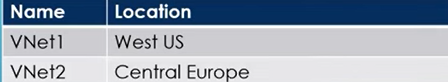 Name Location
VNet1 West US
VNet2 Central Europe